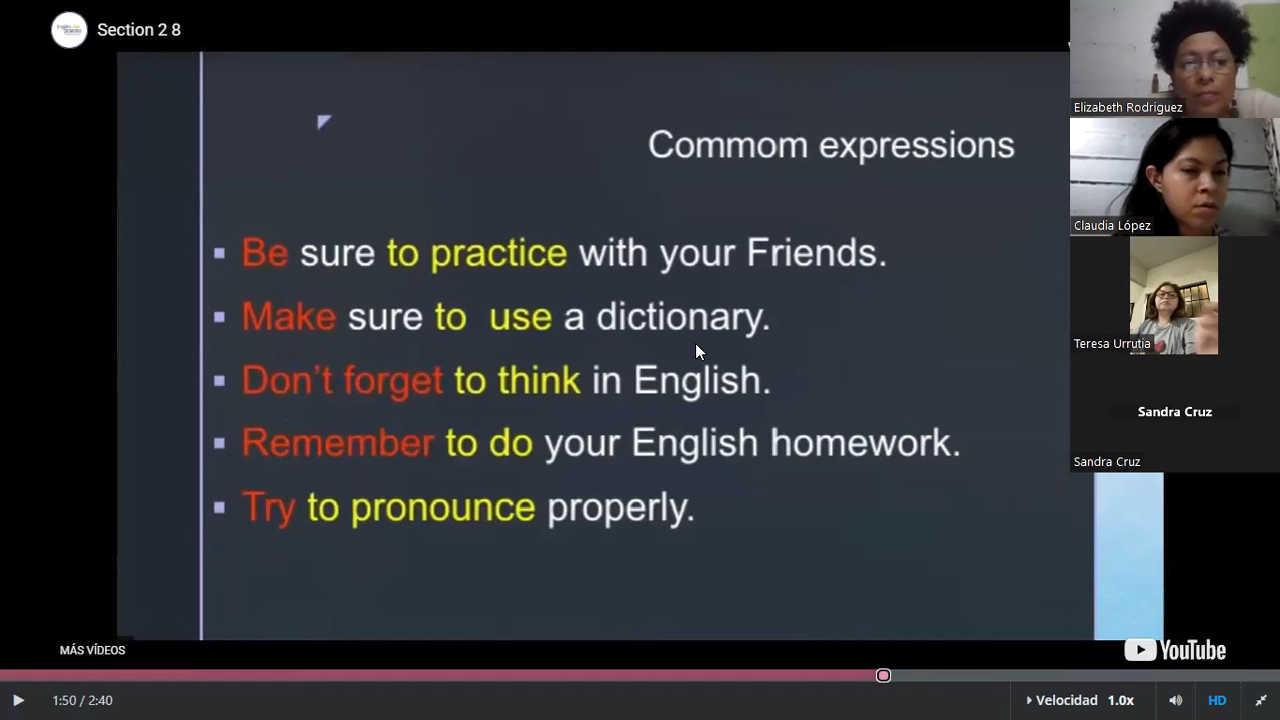 Section 2 8
Commom expressions
Be sure to practice with your Friends.
Make sure to use a dictionary.
Don't forget to think in English.
Remember to do your English homework.
Try to pronounce properly.
Elizabeth Rodriguez
Claudia López
Teresa Urrutia
Sandra Cruz
Sandra Cruz
MÁS VÍDEOS
YouTube
1:50 / 2:40
Velocidad 1.0x
HD